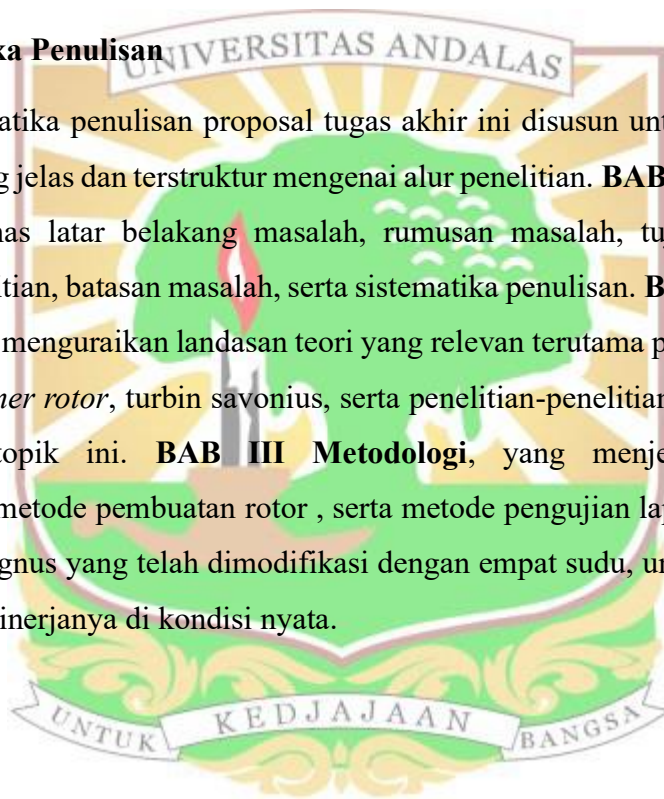 ka Penulisan
UNIVERSITAS ANDALAS
atika penulisan proposal tugas akhir ini disusun unt
g jelas dan terstruktur mengenai alur penelitian. BAB
nas latar belakang masalah, rumusan masalah, tuj
itian, batasan masalah, serta sistematika penulisan. B
menguraikan landasan teori yang relevan terutama p
ner rotor, turbin savonius, serta penelitian-penelitian
topik ini. BAB III Metodologi, yang menje
metode pembuatan rotor , serta metode pengujian lap
gnus yang telah dimodifikasi dengan empat sudu, un
inerjanya di kondisi nyata.
UNTUK KEDJAJAAN BANGSA